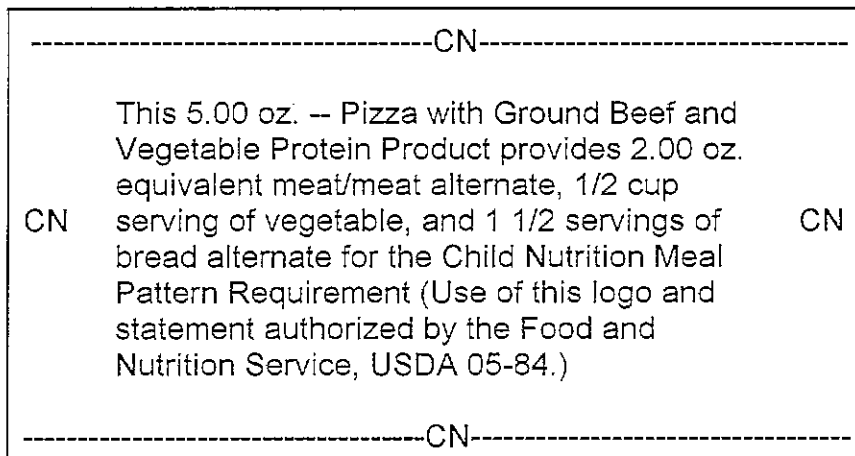 ----------------------------------CN-------------------------------
This 5.00 oz. -- Pizza with Ground Beef and
Vegetable Protein Product provides 2.00 oz.
equivalent meat/meat alternate, 1/2 cup
CN serving of vegetable, and 1 1/2 servings of CN
bread alternate for the Child Nutrition Meal
Pattern Requirement (Use of this logo and
statement authorized by the Food and
Nutrition Service, USDA 05-84.)
----------------------------------CN--------------------------------